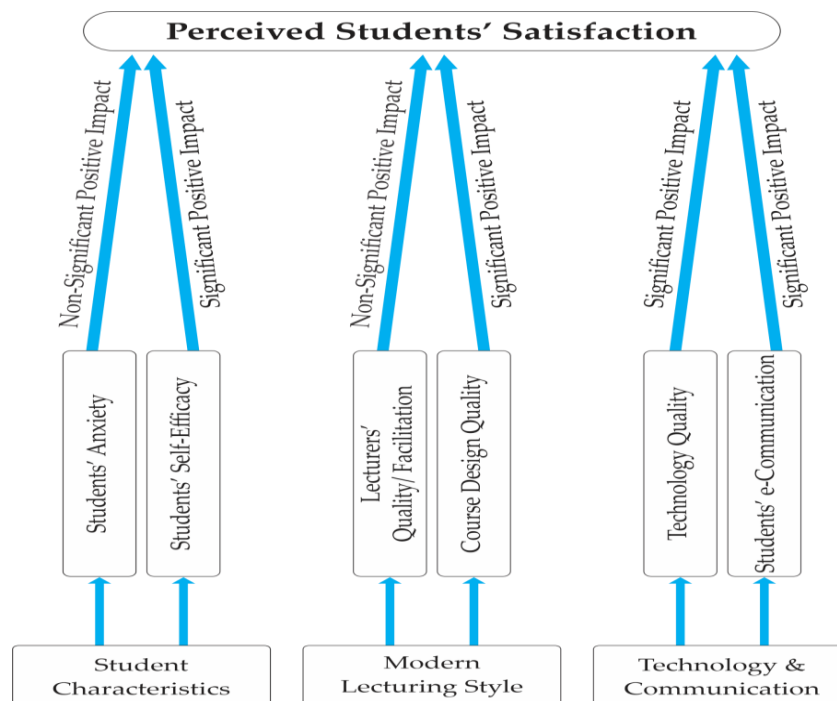 Perceived Students' Satisfaction
Non-Significant Positive Impact
Significant Positive Impact
Non-Significant Positive Impact
Significant Positive Impact
Significant Positive Impact
Significant Positive Impact
Students' Anxiety
Students' Self-Efficacy
Lecturers'
Quality/ Facilitation
Course Design Quality
Technology Quality
Students' e-Communication
Student
Characteristics
Modern
Lecturing Style
Technology &
Communication